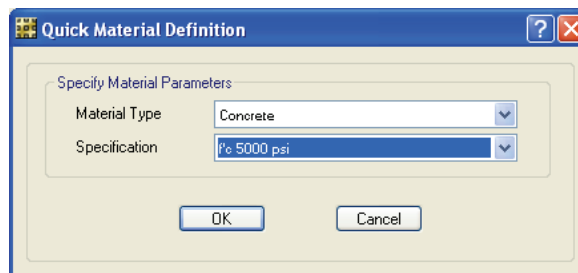 Quick Material Definition
Specify Material Parameters
Material Type Concrete
Specification f'c 5000 psi
OK Cancel